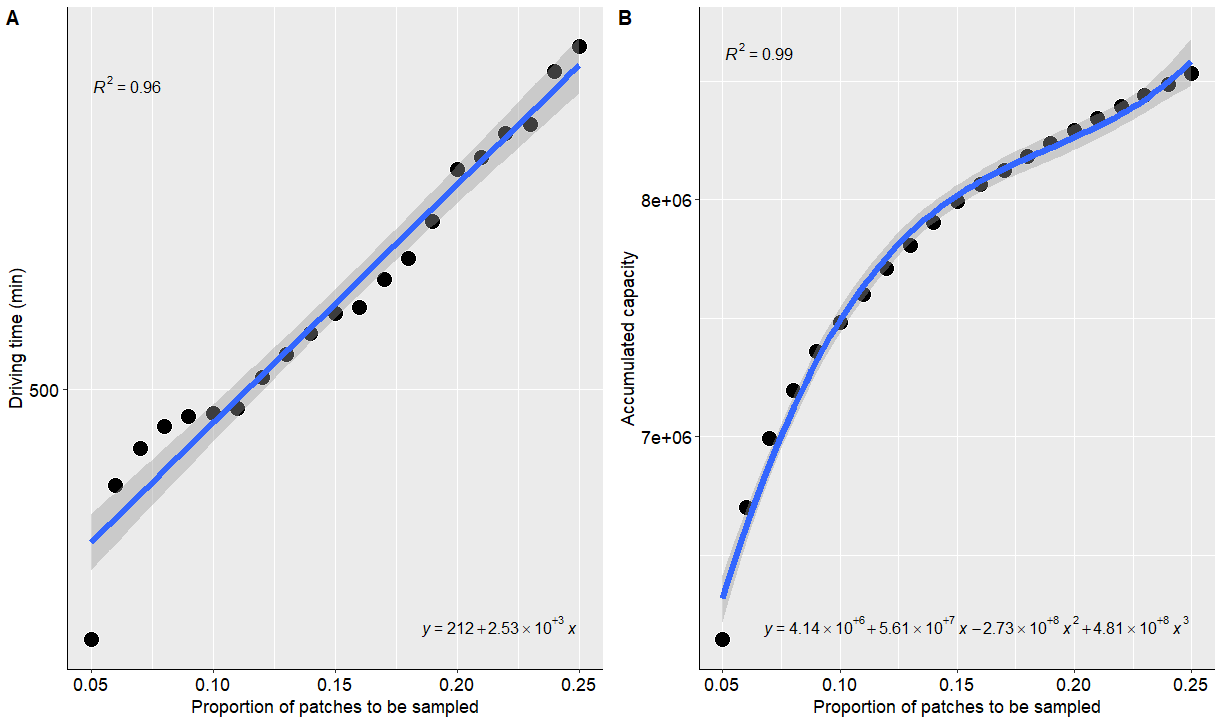 A
R² = 0.96
Driving time (min)
500
y = 212 + 2.53 × 10⁺³ x
0.05 0.10 0.15 0.20 0.25
Proportion of patches to be sampled
B
R² = 0.99
Accumulated capacity
8e+06
7e+06
y = 4.14 × 10⁺⁶ + 5.61 × 10⁺⁷ x − 2.73 × 10⁺⁸ x² + 4.81 × 10⁺⁸ x³
0.05 0.10 0.15 0.20 0.25
Proportion of patches to be sampled